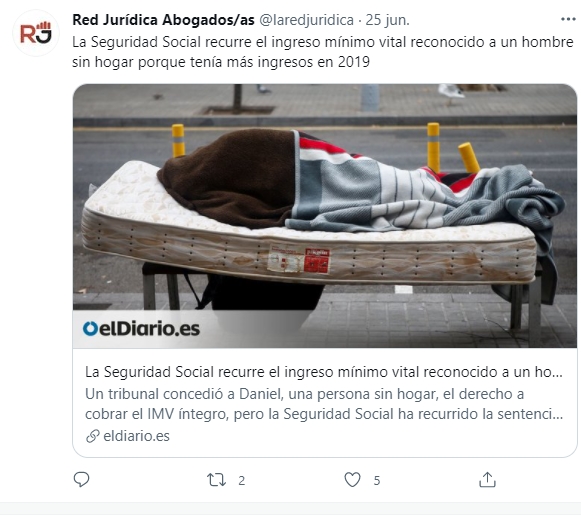 RJ
Red Jurídica Abogados/as @laredjuridica · 25 jun.
La Seguridad Social recurre el ingreso mínimo vital reconocido a un hombre
sin hogar porque tenía más ingresos en 2019
elDiario.es
La Seguridad Social recurre el ingreso mínimo vital reconocido a un ho...
Un tribunal concedió a Daniel, una persona sin hogar, el derecho a
cobrar el IMV íntegro, pero la Seguridad Social ha recurrido la sentenci...
eldiario.es
2
5